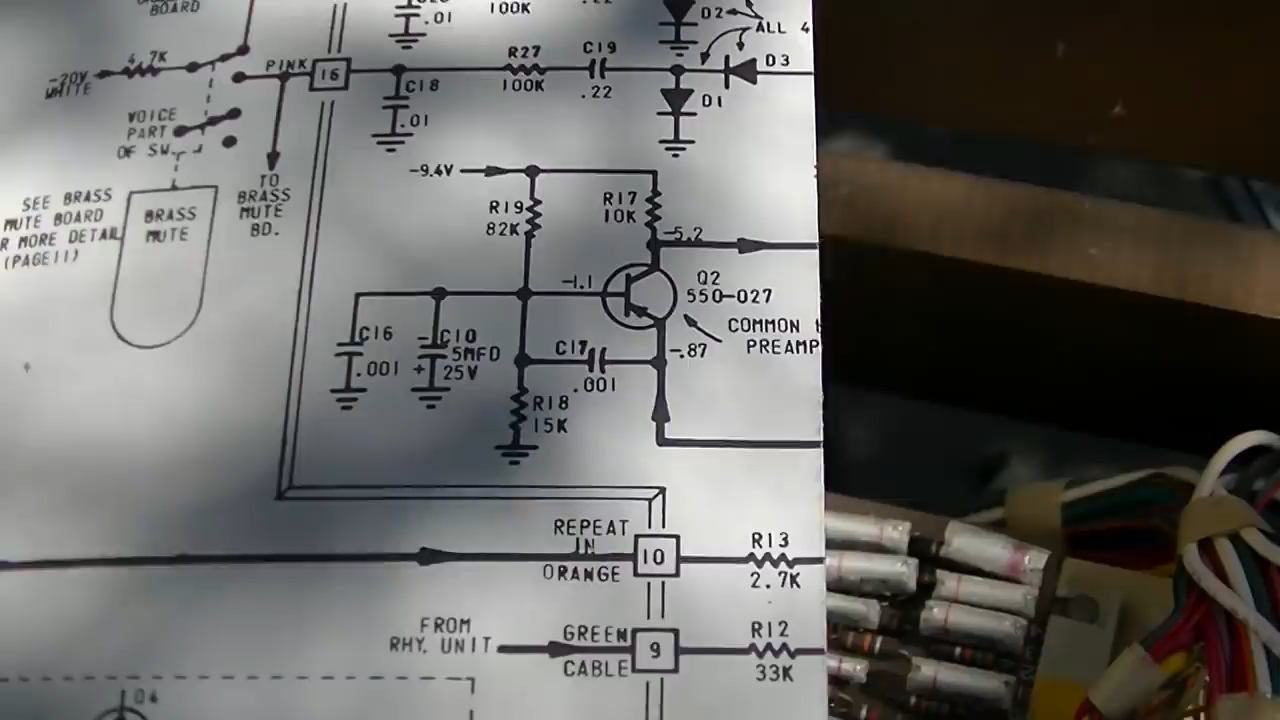 BOARD
.01
100K
.22
D2
ALL 4
4.7K
-20V
WHITE
PINK
16
R27
100K
C19
.22
D3
C18
.01
D1
VOICE
PART
OF SW.
-9.4V
TO
BRASS
MUTE
BD.
SEE BRASS
MUTE BOARD
R MORE DETAIL
(PAGE 11)
BRASS
MUTE
R19
82K
R17
10K
-5.2
-1.1
Q2
550-027
COMMON
PREAMP
C16
.001
C10
5MFD
25V
- +
C17
.001
-.87
R18
15K
REPEAT
IN
ORANGE
10
R13
2.7K
FROM
RHY. UNIT
GREEN
CABLE
9
R12
33K
Q4